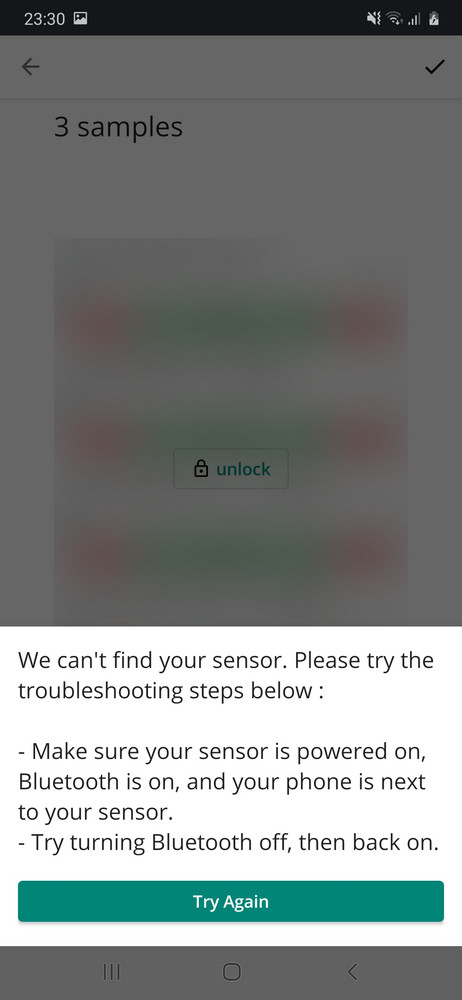 23:30
3 samples
unlock
We can't find your sensor. Please try the
troubleshooting steps below :
- Make sure your sensor is powered on,
Bluetooth is on, and your phone is next
to your sensor.
- Try turning Bluetooth off, then back on.
Try Again